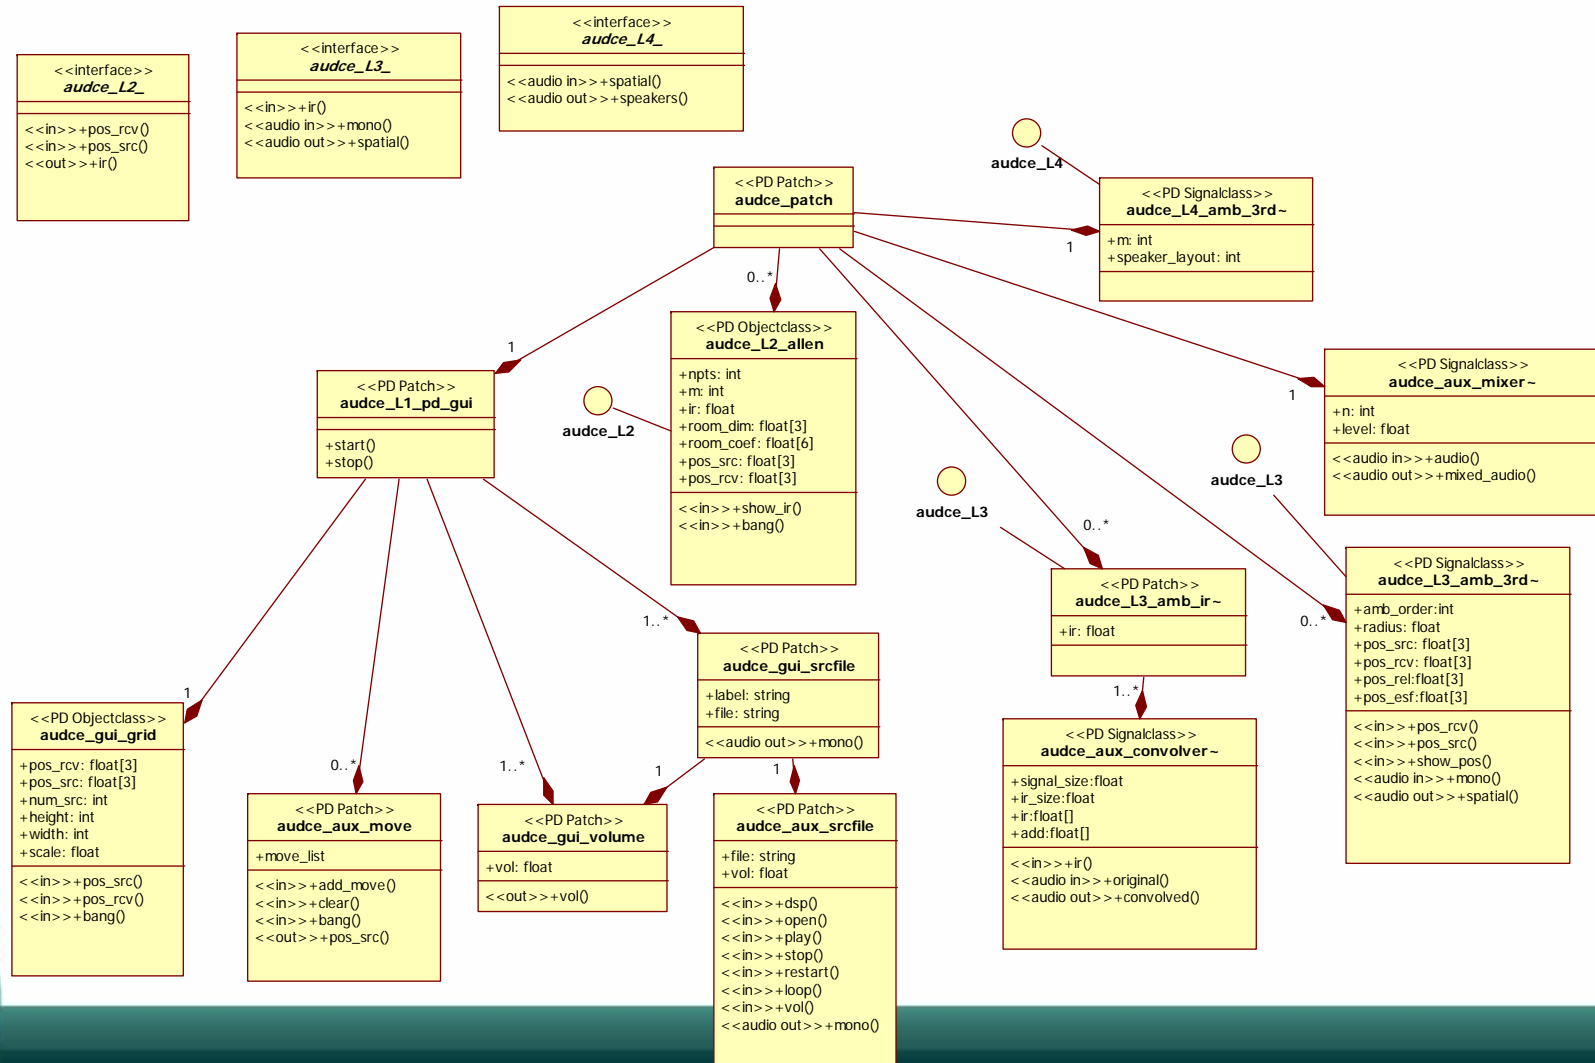 <<interface>>
audce_L2_
<<in>>+pos_rcv()
<<in>>+pos_src()
<<out>>+ir()
<<interface>>
audce_L3_
<<in>>+ir()
<<audio in>>+mono()
<<audio out>>+spatial()
<<interface>>
audce_L4_
<<audio in>>+spatial()
<<audio out>>+speakers()
<<PD Patch>>
audce_patch
audce_L4
<<PD Signalclass>>
audce_L4_amb_3rd~
+m: int
+speaker_layout: int
1
0..*
1
1
0..*
0..*
<<PD Patch>>
audce_L1_pd_gui
+start()
+stop()
audce_L2
<<PD Objectclass>>
audce_L2_allen
+npts: int
+m: int
+ir: float
+room_dim: float[3]
+room_coef: float[6]
+pos_src: float[3]
+pos_rcv: float[3]
<<in>>+show_ir()
<<in>>+bang()
<<PD Signalclass>>
audce_aux_mixer~
+n: int
+level: float
<<audio in>>+audio()
<<audio out>>+mixed_audio()
audce_L3
<<PD Patch>>
audce_L3_amb_ir~
+ir: float
1..*
<<PD Signalclass>>
audce_aux_convolver~
+signal_size:float
+ir_size:float
+ir:float[]
+add:float[]
<<in>>+ir()
<<audio in>>+original()
<<audio out>>+convolved()
audce_L3
<<PD Signalclass>>
audce_L3_amb_3rd~
+amb_order:int
+radius: float
+pos_src: float[3]
+pos_rcv: float[3]
+pos_rel:float[3]
+pos_esf:float[3]
<<in>>+pos_rcv()
<<in>>+pos_src()
<<in>>+show_pos()
<<audio in>>+mono()
<<audio out>>+spatial()
1
0..*
1..*
1..*
<<PD Objectclass>>
audce_gui_grid
+pos_rcv: float[3]
+pos_src: float[3]
+num_src: int
+height: int
+width: int
+scale: float
<<in>>+pos_src()
<<in>>+pos_rcv()
<<in>>+bang()
<<PD Patch>>
audce_aux_move
+move_list
<<in>>+add_move()
<<in>>+clear()
<<in>>+bang()
<<out>>+pos_src()
<<PD Patch>>
audce_gui_volume
+vol: float
<<out>>+vol()
<<PD Patch>>
audce_gui_srcfile
+label: string
+file: string
<<audio out>>+mono()
1
1
<<PD Patch>>
audce_aux_srcfile
+file: string
+vol: float
<<in>>+dsp()
<<in>>+open()
<<in>>+play()
<<in>>+stop()
<<in>>+restart()
<<in>>+loop()
<<in>>+vol()
<<audio out>>+mono()